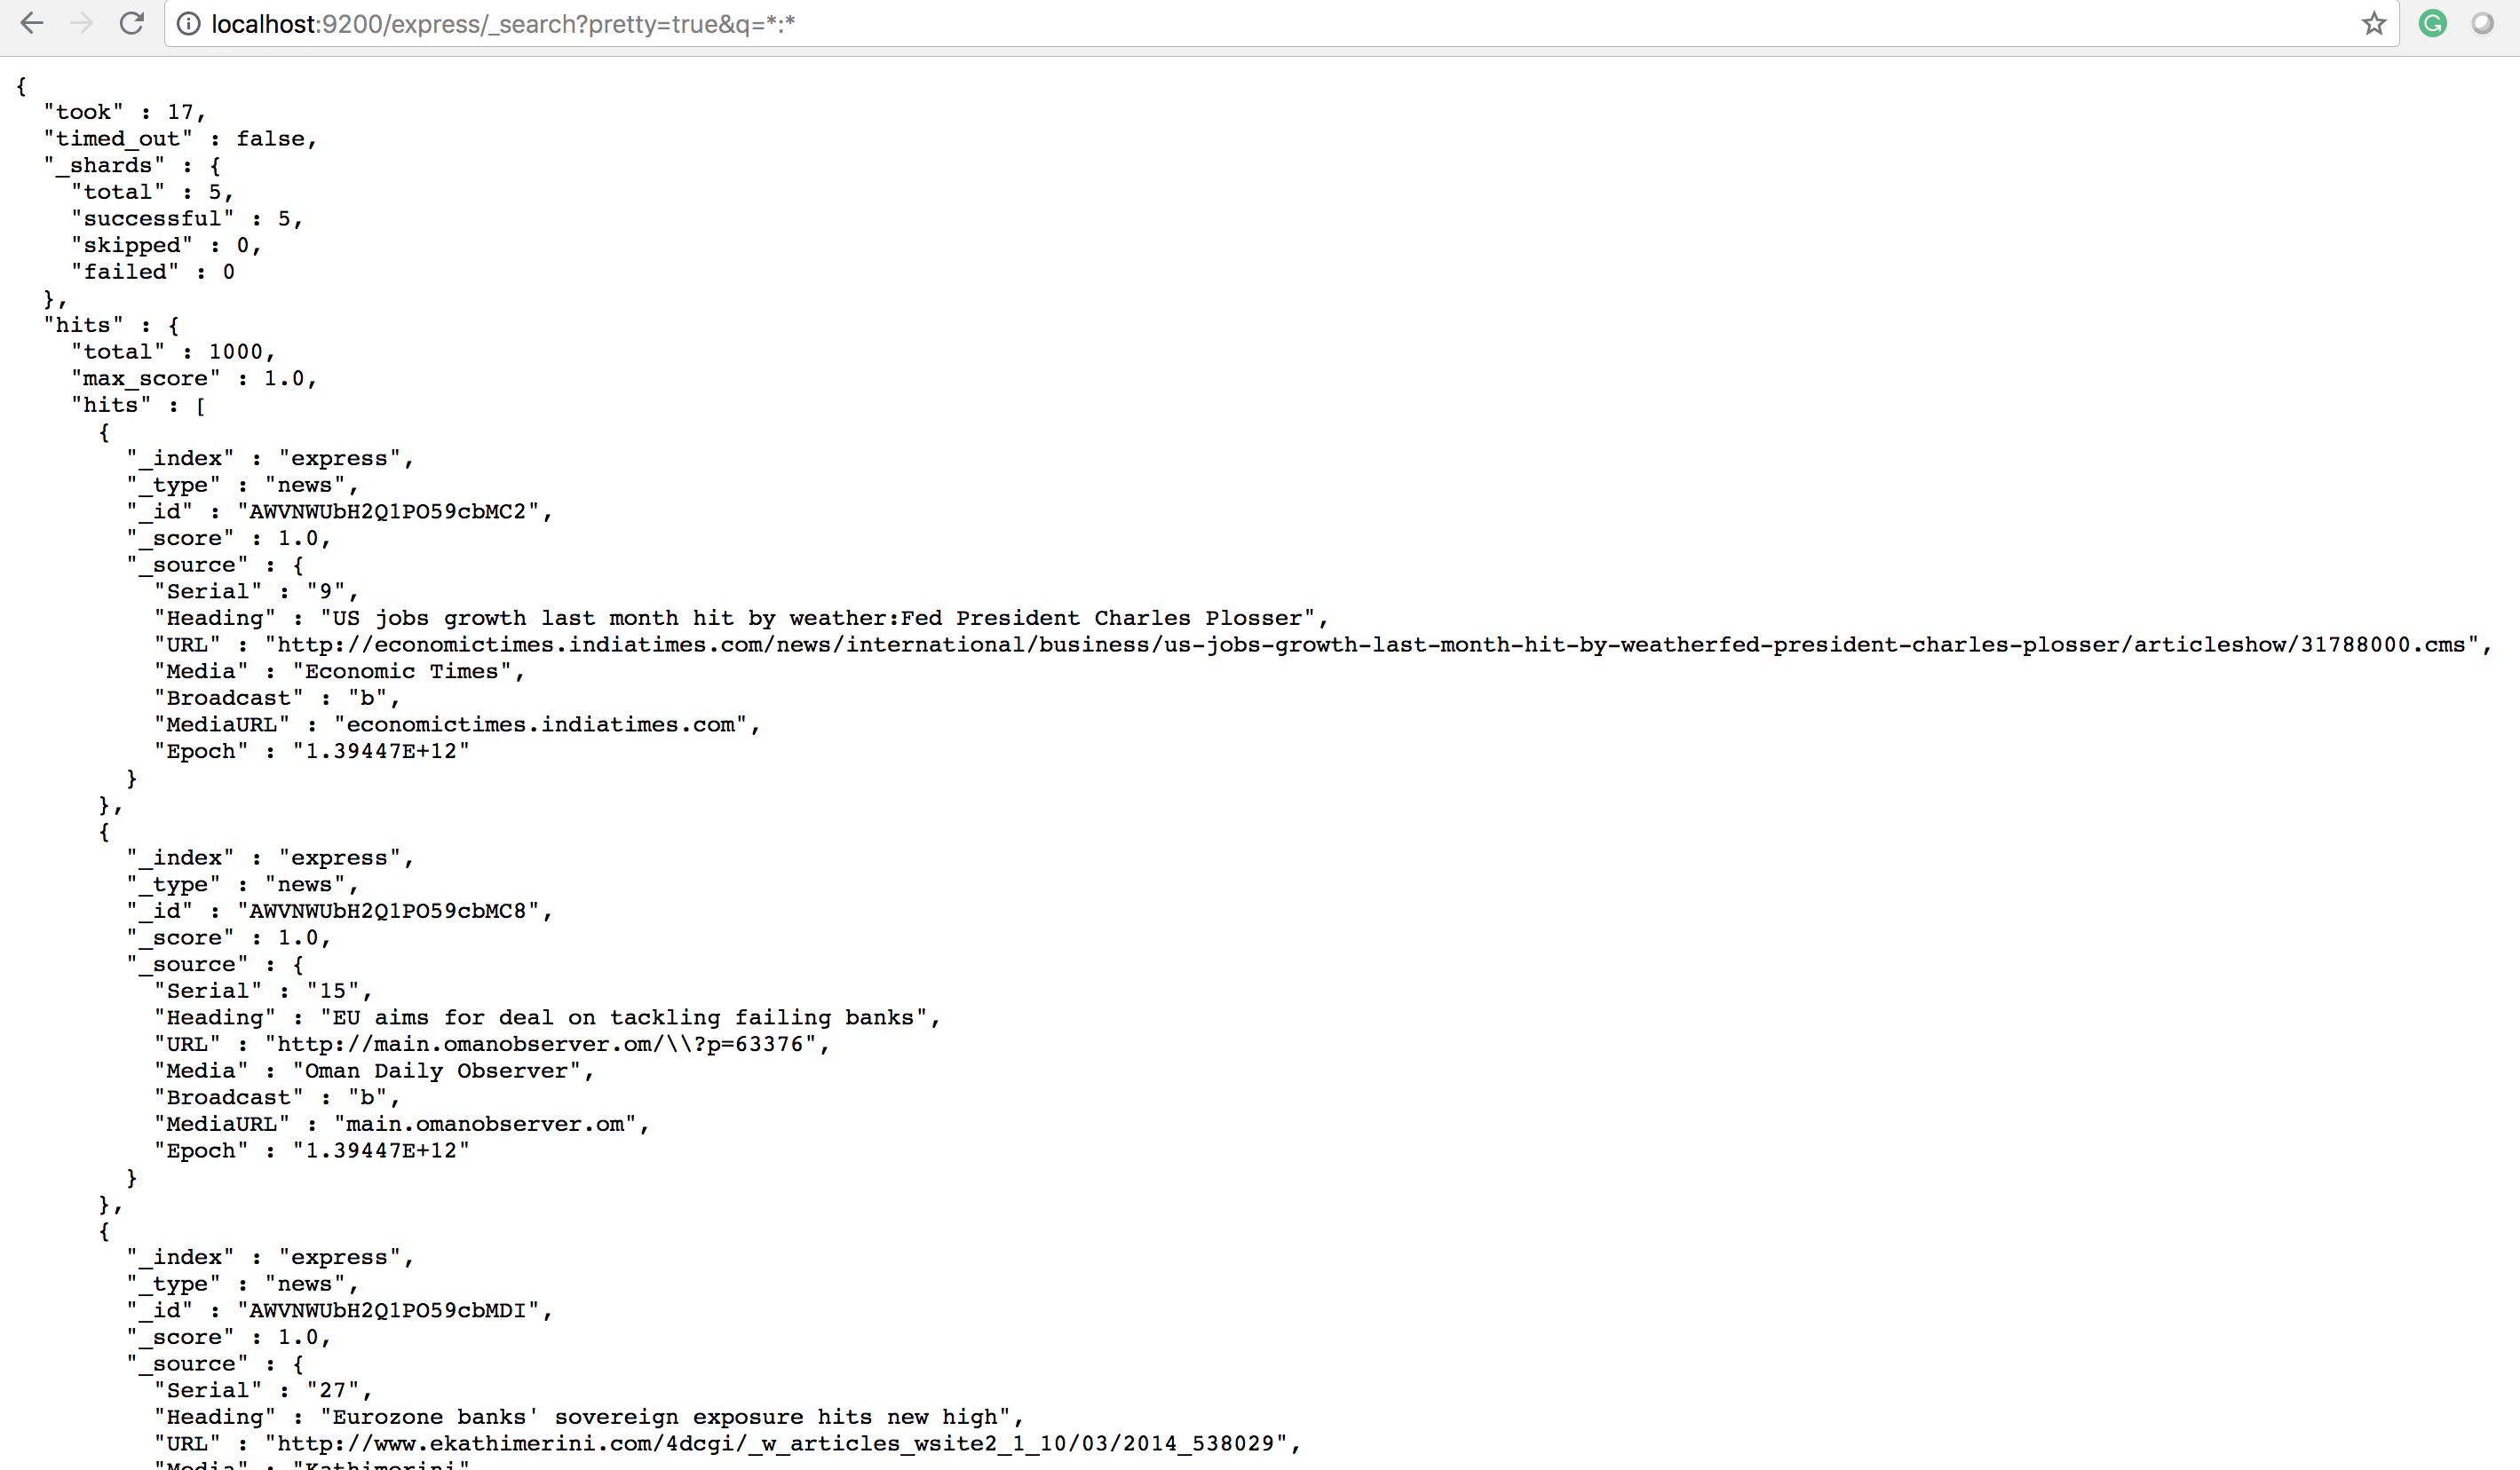 localhost:9200/express/_search?pretty=true&q=*:*
{
"took" : 17,
"timed_out" : false,
"_shards" : {
"total" : 5,
"successful" : 5,
"skipped" : 0,
"failed" : 0
},
"hits" : {
"total" : 1000,
"max_score" : 1.0,
"hits" : [
{
"_index" : "express",
"_type" : "news",
"_id" : "AWVNWUbH2Q1PO59cbMC2",
"_score" : 1.0,
"_source" : {
"Serial" : "9",
"Heading" : "US jobs growth last month hit by weather:Fed President Charles Plosser",
"URL" : "http://economictimes.indiatimes.com/news/international/business/us-jobs-growth-last-month-hit-by-weatherfed-president-charles-plosser/articleshow/31788000.cms",
"Media" : "Economic Times",
"Broadcast" : "b",
"MediaURL" : "economictimes.indiatimes.com",
"Epoch" : "1.39447E+12"
}
},
{
"_index" : "express",
"_type" : "news",
"_id" : "AWVNWUbH2Q1PO59cbMC8",
"_score" : 1.0,
"_source" : {
"Serial" : "15",
"Heading" : "EU aims for deal on tackling failing banks",
"URL" : "http://main.omanobserver.om/\\?p=63376",
"Media" : "Oman Daily Observer",
"Broadcast" : "b",
"MediaURL" : "main.omanobserver.om",
"Epoch" : "1.39447E+12"
}
},
{
"_index" : "express",
"_type" : "news",
"_id" : "AWVNWUbH2Q1PO59cbMDI",
"_score" : 1.0,
"_source" : {
"Serial" : "27",
"Heading" : "Eurozone banks' sovereign exposure hits new high",
"URL" : "http://www.ekathimerini.com/4dcgi/_w_articles_wsite2_1_10/03/2014_538029",
"Media" : "Kathimerini"